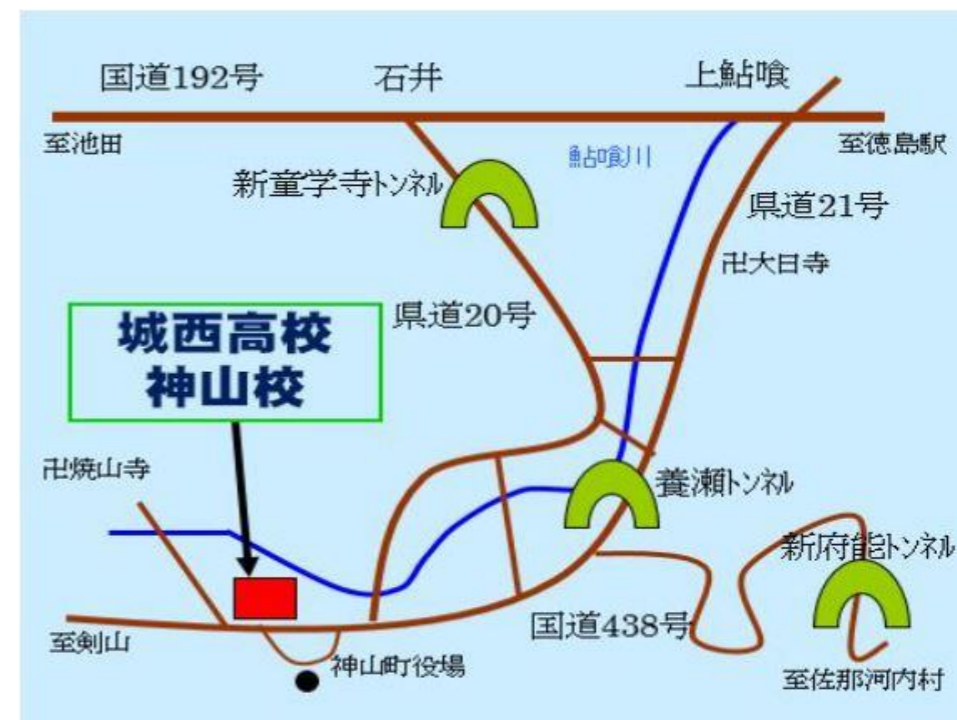 国道192号
石井
上鮎喰
至池田
鮎喰川
至徳島駅
新童学寺トンネル
県道21号
卍大日寺
県道20号
城西高校
神山校
卍焼山寺
養瀬トンネル
新府能トンネル
国道438号
至剣山
神山町役場
至佐那河内村